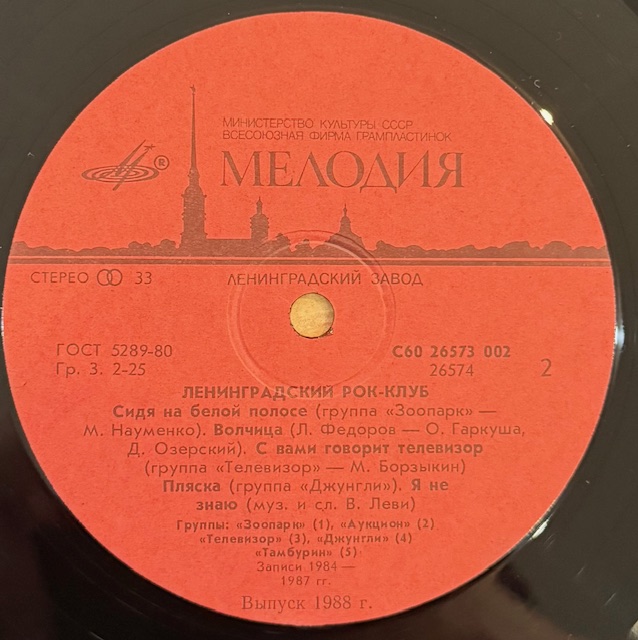 МИНИСТЕРСТВО КУЛЬТУРЫ СССР
ВСЕСОЮЗНАЯ ФИРМА ГРАМПЛАСТИНОК
®
МЕЛОДИЯ
СТЕРЕО 33
ЛЕНИНГРАДСКИЙ ЗАВОД
ГОСТ 5289-80
Гр. 3. 2-25
С60 26573 002
26574
2
ЛЕНИНГРАДСКИЙ РОК-КЛУБ
Сидя на белой полосе (группа «Зоопарк» —
М. Науменко). Волчица (Л. Федоров — О. Гаркуша,
Д. Озерский). С вами говорит телевизор
(группа «Телевизор» — М. Борзыкин)
Пляска (группа «Джунгли»). Я не
знаю (муз. и сл. В. Леви)
Группы: «Зоопарк» (1), «Аукцион» (2)
«Телевизор» (3), «Джунгли» (4)
«Тамбурин» (5)
Записи 1984—
1987 гг.
Выпуск 1988 г.